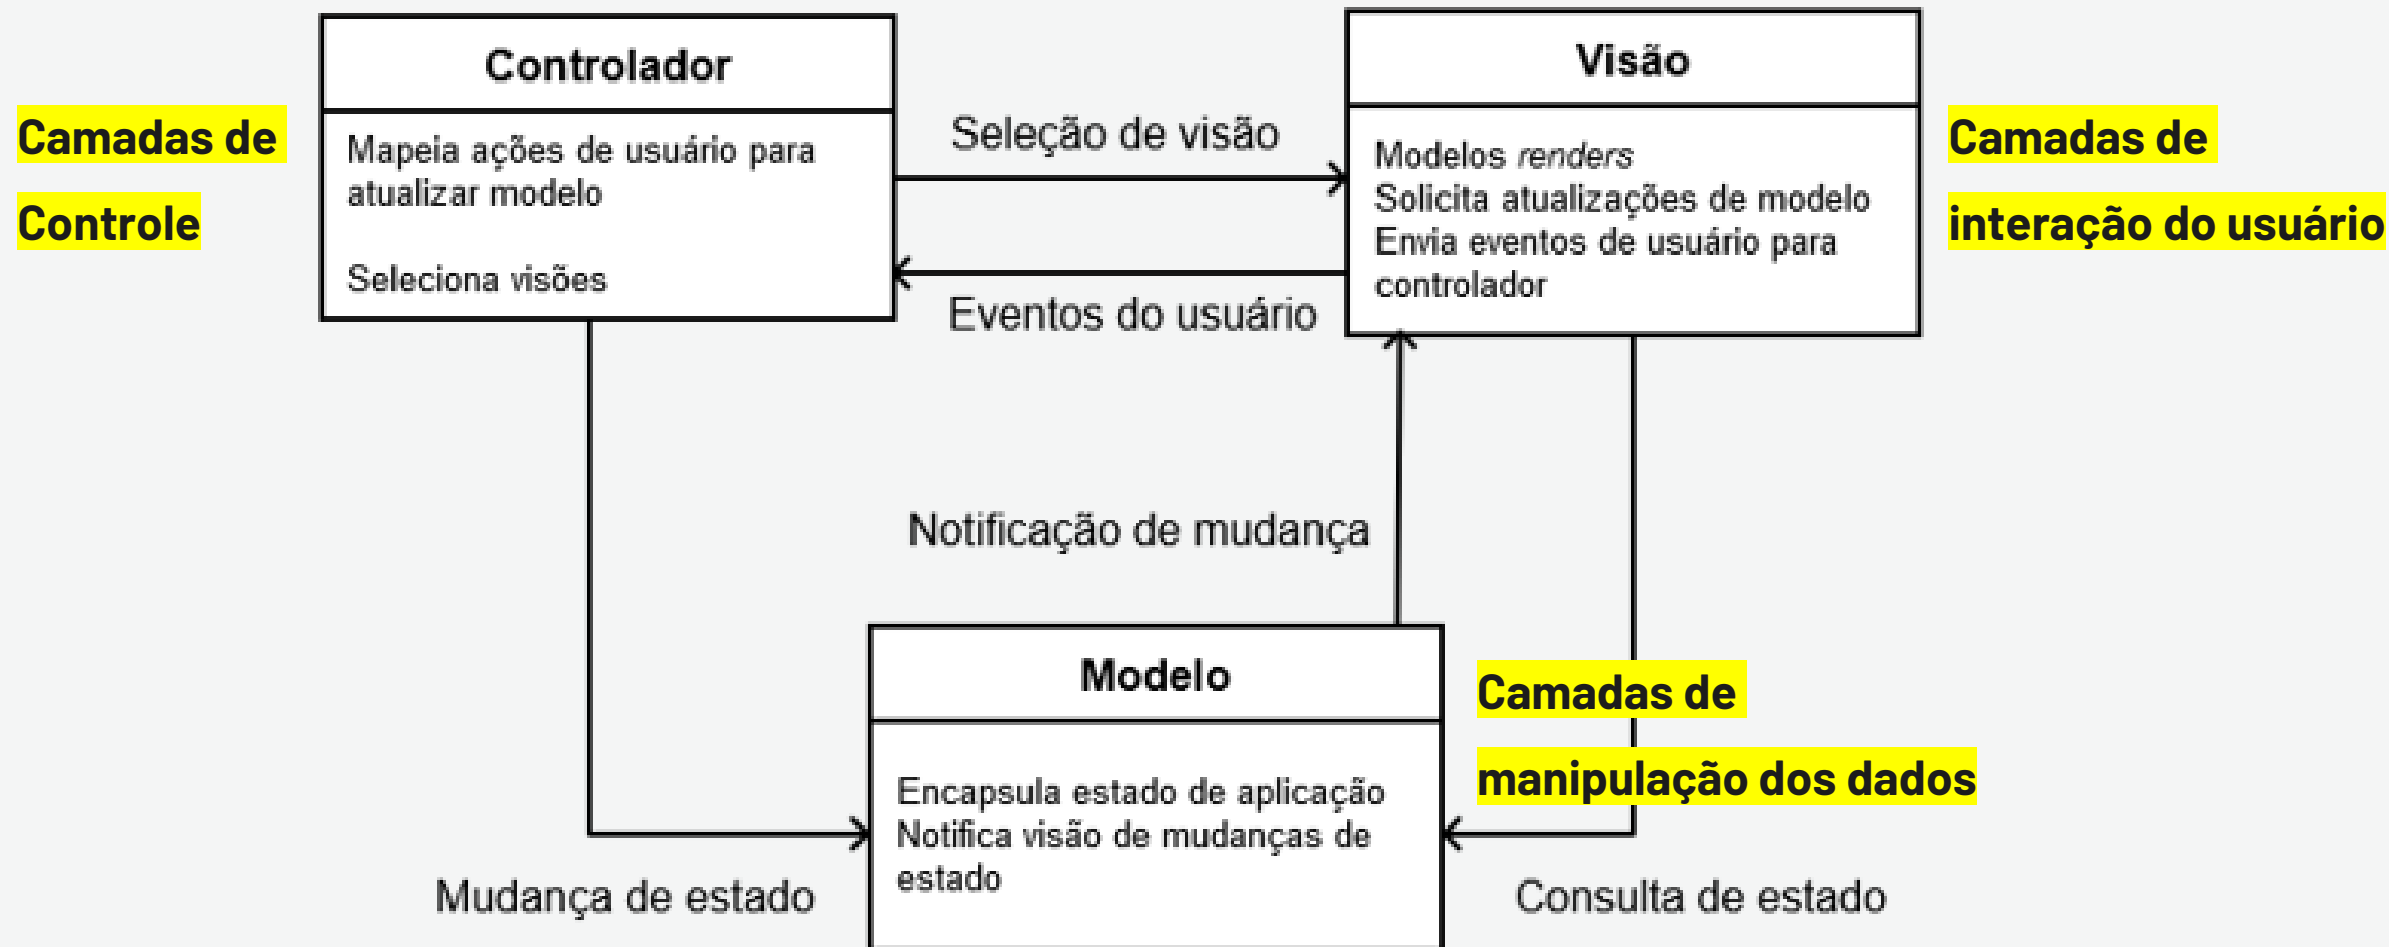 Controlador
Mapeia ações de usuário para
atualizar modelo
Seleciona visões
Camadas de
Controle
Seleção de visão
Eventos do usuário
Visão
Modelos renders
Solicita atualizações de modelo
Envia eventos de usuário para
controlador
Camadas de
interação do usuário
Notificação de mudança
Modelo
Encapsula estado de aplicação
Notifica visão de mudanças de
estado
Camadas de
manipulação dos dados
Mudança de estado
Consulta de estado